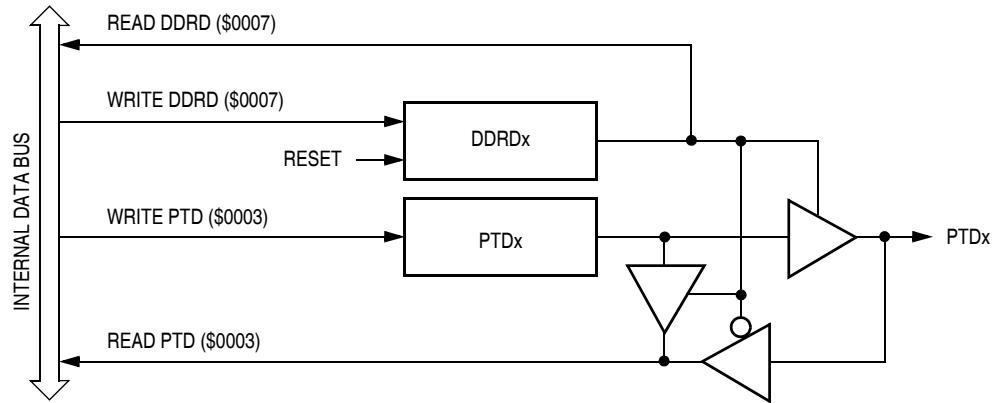 READ DDRD ($0007)
WRITE DDRD ($0007)
DDRDx
RESET
WRITE PTD ($0003)
PTDx
PTDx
READ PTD ($0003)
INTERNAL DATA BUS